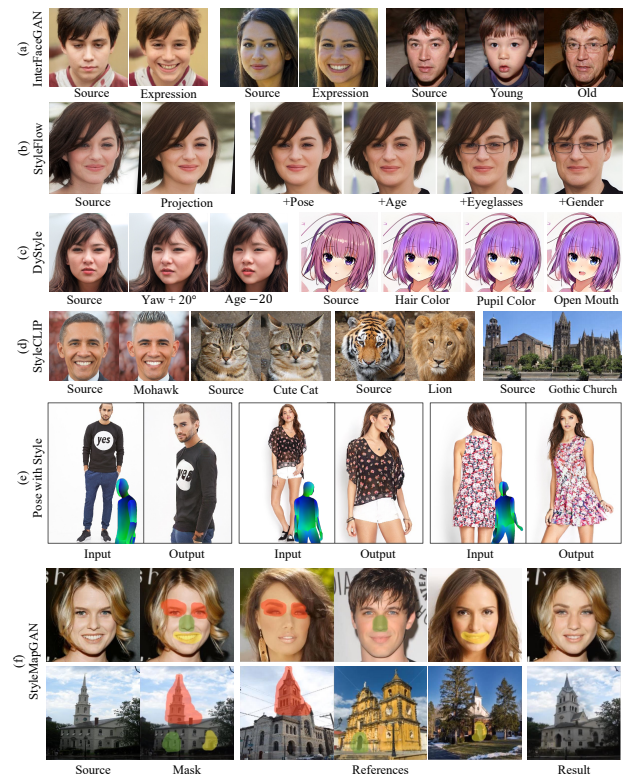 (a)
InterFaceGAN
Source Expression Source Expression Source Young Old
(b)
StyleFlow
Source Projection +Pose +Age +Eyeglasses +Gender
(c)
DyStyle
Source Yaw + 20° Age −20 Source Hair Color Pupil Color Open Mouth
(d)
StyleCLIP
Source Mohawk Source Cute Cat Source Lion Source Gothic Church
(e)
Pose with Style
yes
yes
Input Output Input Output Input Output
(f)
StyleMapGAN
Source Mask References Result